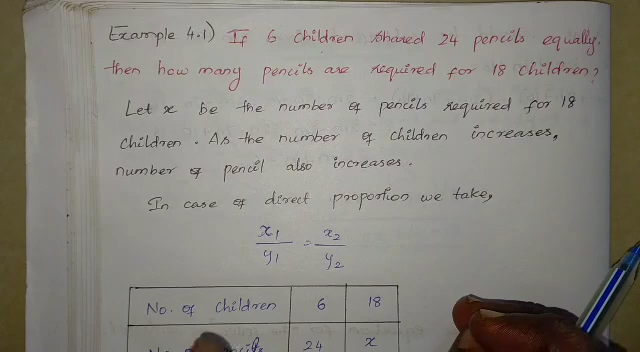 Example 4.1) If 6 children shared 24 pencils equally.
then how many pencils are required for 18 children?
Let x be the number of pencils required for 18
children. As the number of children increases,
number of pencil also increases.
In case of direct proportion we take,
x1/y1 = x2/y2
No. of children 6 18
24 x